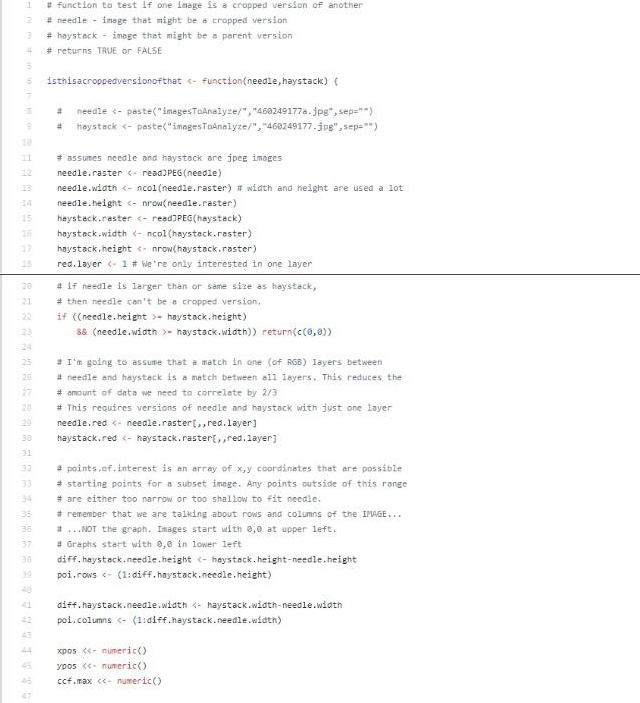 1 # function to test if one image is a cropped version of another
2 # needle - image that might be a cropped version
3 # haystack - image that might be a parent version
4 # returns TRUE or FALSE
5
6 isthisacroppedversionofthat <- function(needle,haystack) {
7
8 # needle <- paste("imagesToAnalyze/","460249177a.jpg",sep="")
9 # haystack <- paste("imagesToAnalyze/","460249177.jpg",sep="")
10
11 # assumes needle and haystack are jpeg images
12 needle.raster <- readJPEG(needle)
13 needle.width <- ncol(needle.raster) # width and height are used a lot
14 needle.height <- nrow(needle.raster)
15 haystack.raster <- readJPEG(haystack)
16 haystack.width <- ncol(haystack.raster)
17 haystack.height <- nrow(haystack.raster)
18 red.layer <- 1 # We're only interested in one layer
20 # if needle is larger than or same size as haystack,
21 # then needle can't be a cropped version.
22 if ((needle.height >= haystack.height)
23 && (needle.width >= haystack.width)) return(c(0,0))
24
25 # I'm going to assume that a match in one (of RGB) layers between
26 # needle and haystack is a match between all layers. This reduces the
27 # amount of data we need to correlate by 2/3
28 # This requires versions of needle and haystack with just one layer
29 needle.red <- needle.raster[,,red.layer]
30 haystack.red <- haystack.raster[,,red.layer]
31
32 # points.of.interest is an array of x,y coordinates that are possible
33 # starting points for a subset image. Any points outside of this range
34 # are either too narrow or too shallow to fit needle.
35 # remember that we are talking about rows and columns of the IMAGE...
36 # ...NOT the graph. Images start with 0,0 at upper left.
37 # Graphs start with 0,0 in lower left
38 diff.haystack.needle.height <- haystack.height-needle.height
39 poi.rows <- (1:diff.haystack.needle.height)
40
41 diff.haystack.needle.width <- haystack.width-needle.width
42 poi.columns <- (1:diff.haystack.needle.width)
43
44 xpos <<- numeric()
45 ypos <<- numeric()
46 ccf.max <<- numeric()
47